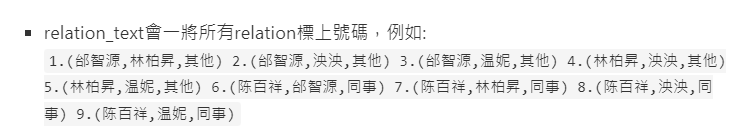 ▪ relation_text會一將所有relation標上號碼，例如:
1.(邰智源,林柏昇,其他) 2.(邰智源,泱泱,其他) 3.(邰智源,溫妮,其他) 4.(林柏昇,泱泱,其他)
5.(林柏昇,溫妮,其他) 6.(陈百祥,邰智源,同事) 7.(陈百祥,林柏昇,同事) 8.(陈百祥,泱泱,同
事) 9.(陈百祥,溫妮,同事)